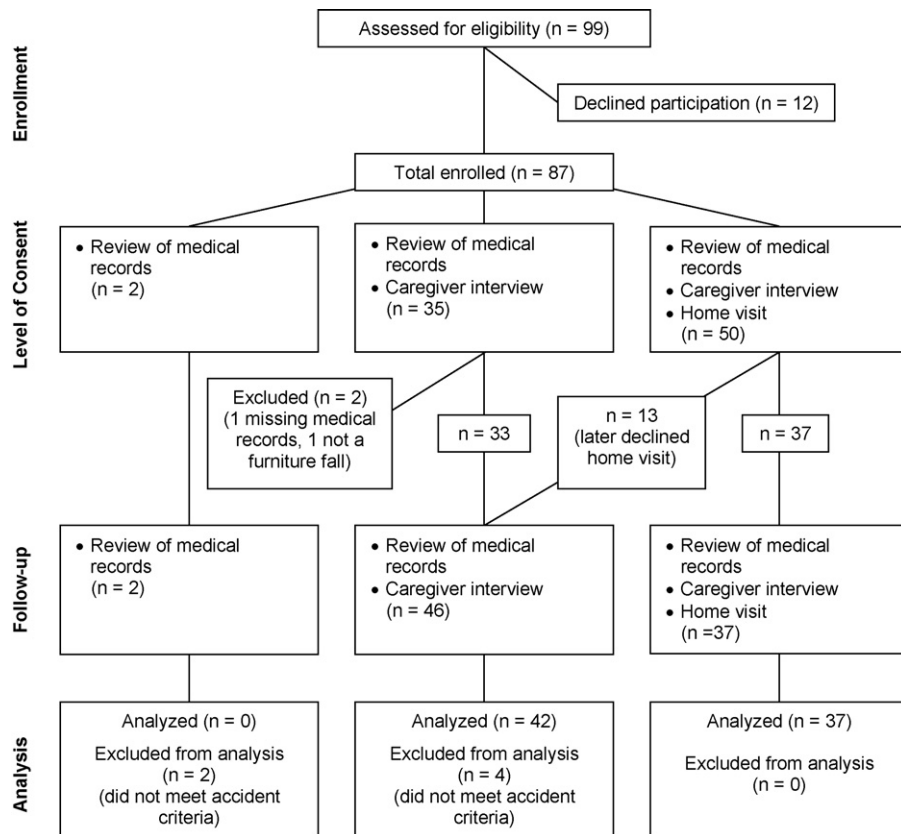 Enrollment
Assessed for eligibility (n = 99)
Declined participation (n = 12)
Total enrolled (n = 87)
Level of Consent
• Review of medical
records
(n = 2)
• Review of medical
records
• Caregiver interview
(n = 35)
• Review of medical
records
• Caregiver interview
• Home visit
(n = 50)
Excluded (n = 2)
(1 missing medical
records, 1 not a
furniture fall)
n = 33
n = 13
(later declined
home visit)
n = 37
Follow-up
• Review of medical
records
(n = 2)
• Review of medical
records
• Caregiver interview
(n = 46)
• Review of medical
records
• Caregiver interview
• Home visit
(n =37)
Analysis
Analyzed (n = 0)
Excluded from analysis
(n = 2)
(did not meet accident
criteria)
Analyzed (n = 42)
Excluded from analysis
(n = 4)
(did not meet accident
criteria)
Analyzed (n = 37)
Excluded from analysis
(n = 0)